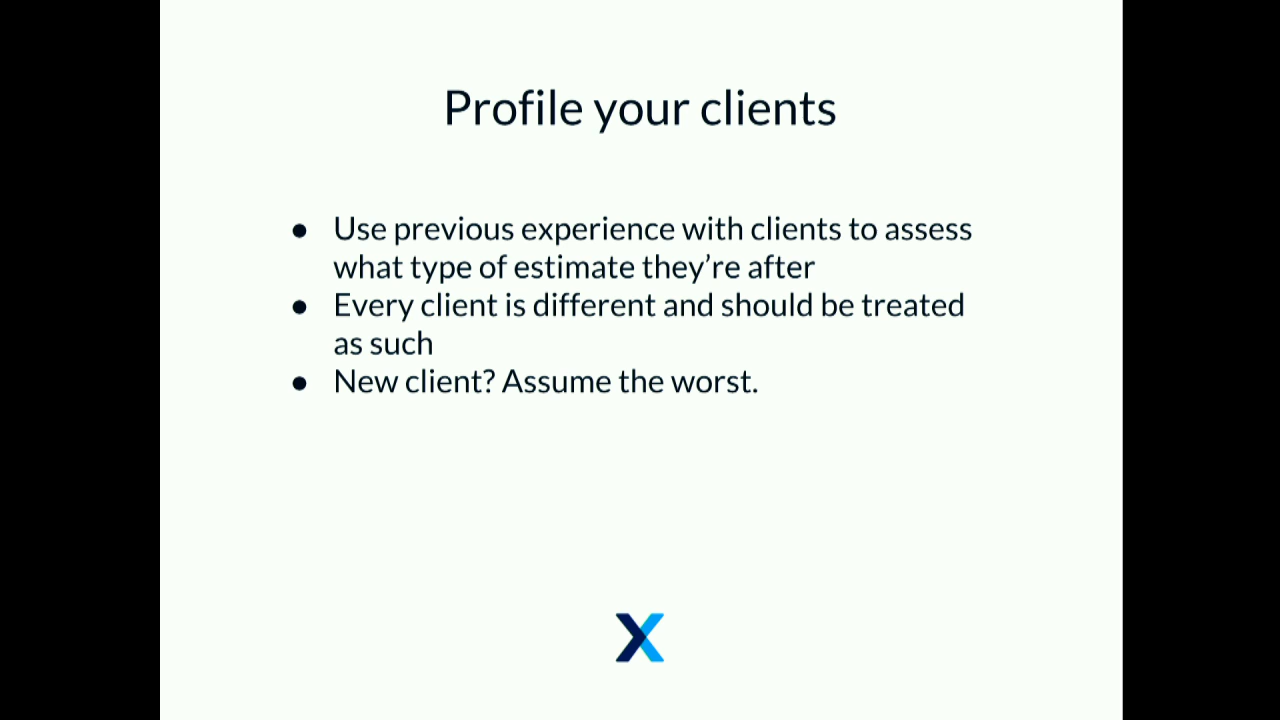 Profile your clients
● Use previous experience with clients to assess
what type of estimate they’re after
● Every client is different and should be treated
as such
● New client? Assume the worst.